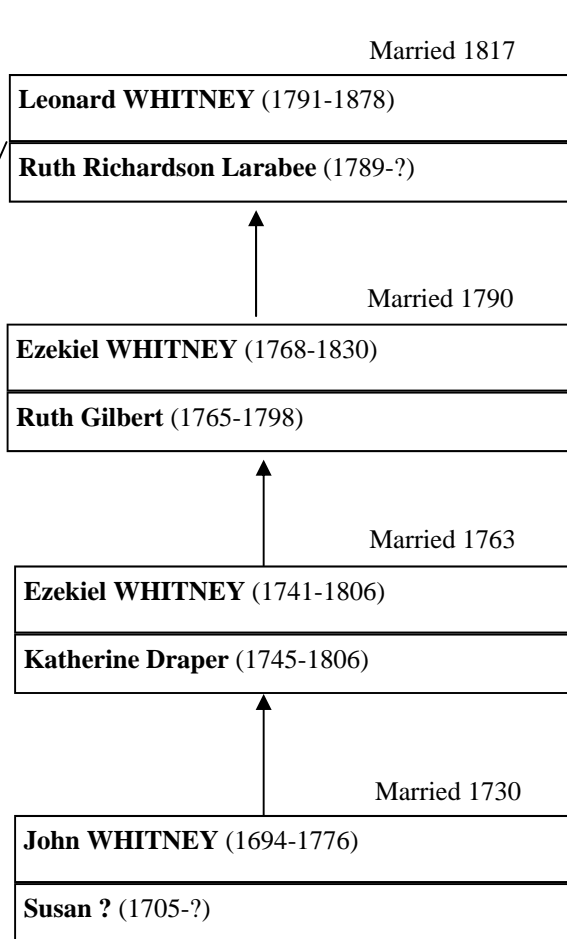 Married 1817
Leonard WHITNEY (1791-1878)
Ruth Richardson Larabee (1789-?)
Married 1790
Ezekiel WHITNEY (1768-1830)
Ruth Gilbert (1765-1798)
Married 1763
Ezekiel WHITNEY (1741-1806)
Katherine Draper (1745-1806)
Married 1730
John WHITNEY (1694-1776)
Susan ? (1705-?)